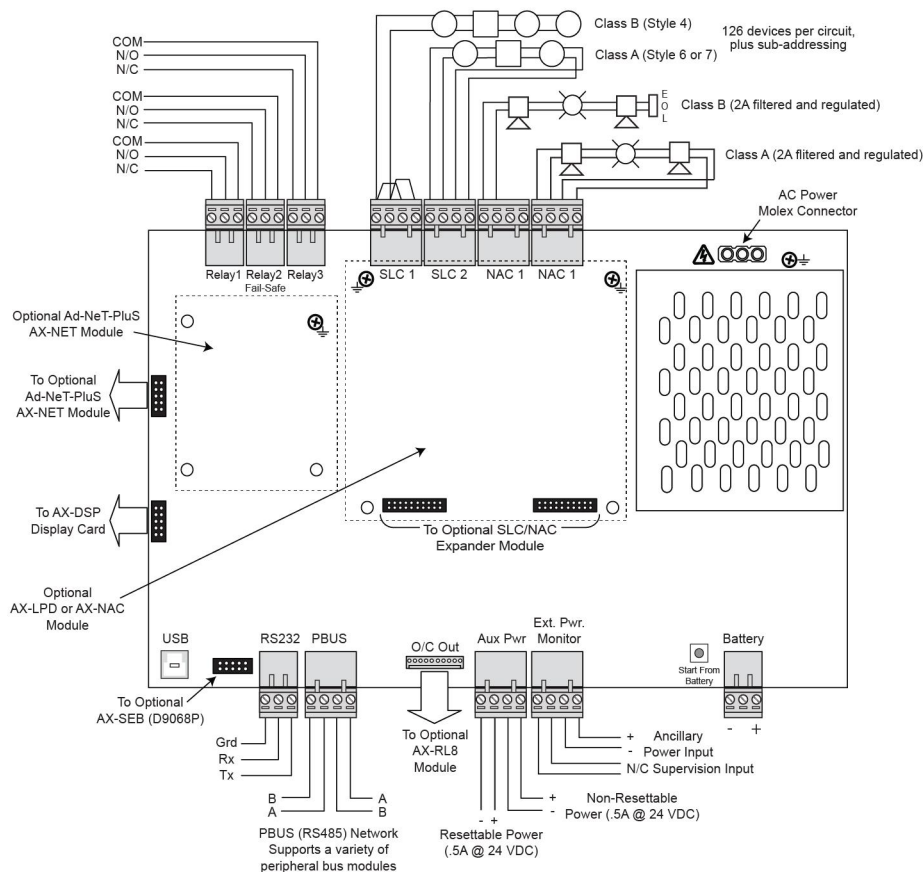 Class B (Style 4)
126 devices per circuit,
plus sub-addressing
Class A (Style 6 or 7)
COM
N/O
N/C
COM
N/O
N/C
COM
N/O
N/C
E
O
L
Class B (2A filtered and regulated)
Class A (2A flitered and regulated)
AC Power
Molex Connector
Relay1 Relay2 Relay3
Fail-Safe
SLC 1 SLC 2 NAC 1 NAC 1
Optional Ad-NeT-PluS
AX-NET Module
To Optional
Ad-NeT-PluS
AX-NET Module
To AX-DSP
Display Card
To Optional SLC/NAC
Expander Module
Optional
AX-LPD or AX-NAC
Module
USB
RS232
PBUS
O/C Out
Aux Pwr
Ext. Pwr.
Monitor
Start From
Battery
Battery
- +
To Optional
AX-SEB (D9068P)
Grd
Rx
Tx
To Optional
AX-RL8
Module
+ Ancillary
- Power Input
N/C Supervision Input
B
A
A
B
PBUS (RS485) Network
Supports a variety of
peripheral bus modules
- +
Resettable Power
(.5A @ 24 VDC)
+ Non-Resettable
- Power (.5A @ 24 VDC)